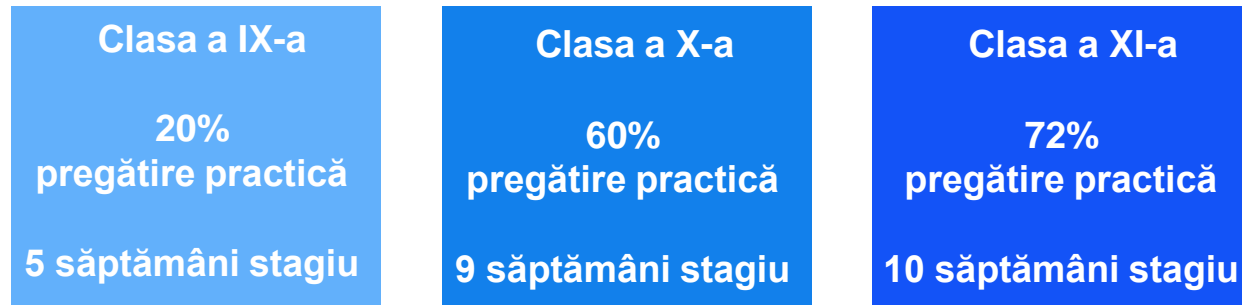 Clasa a IX-a
20%
pregătire practică
5 săptămâni stagiu
Clasa a X-a
60%
pregătire practică
9 săptămâni stagiu
Clasa a XI-a
72%
pregătire practică
10 săptămâni stagiu